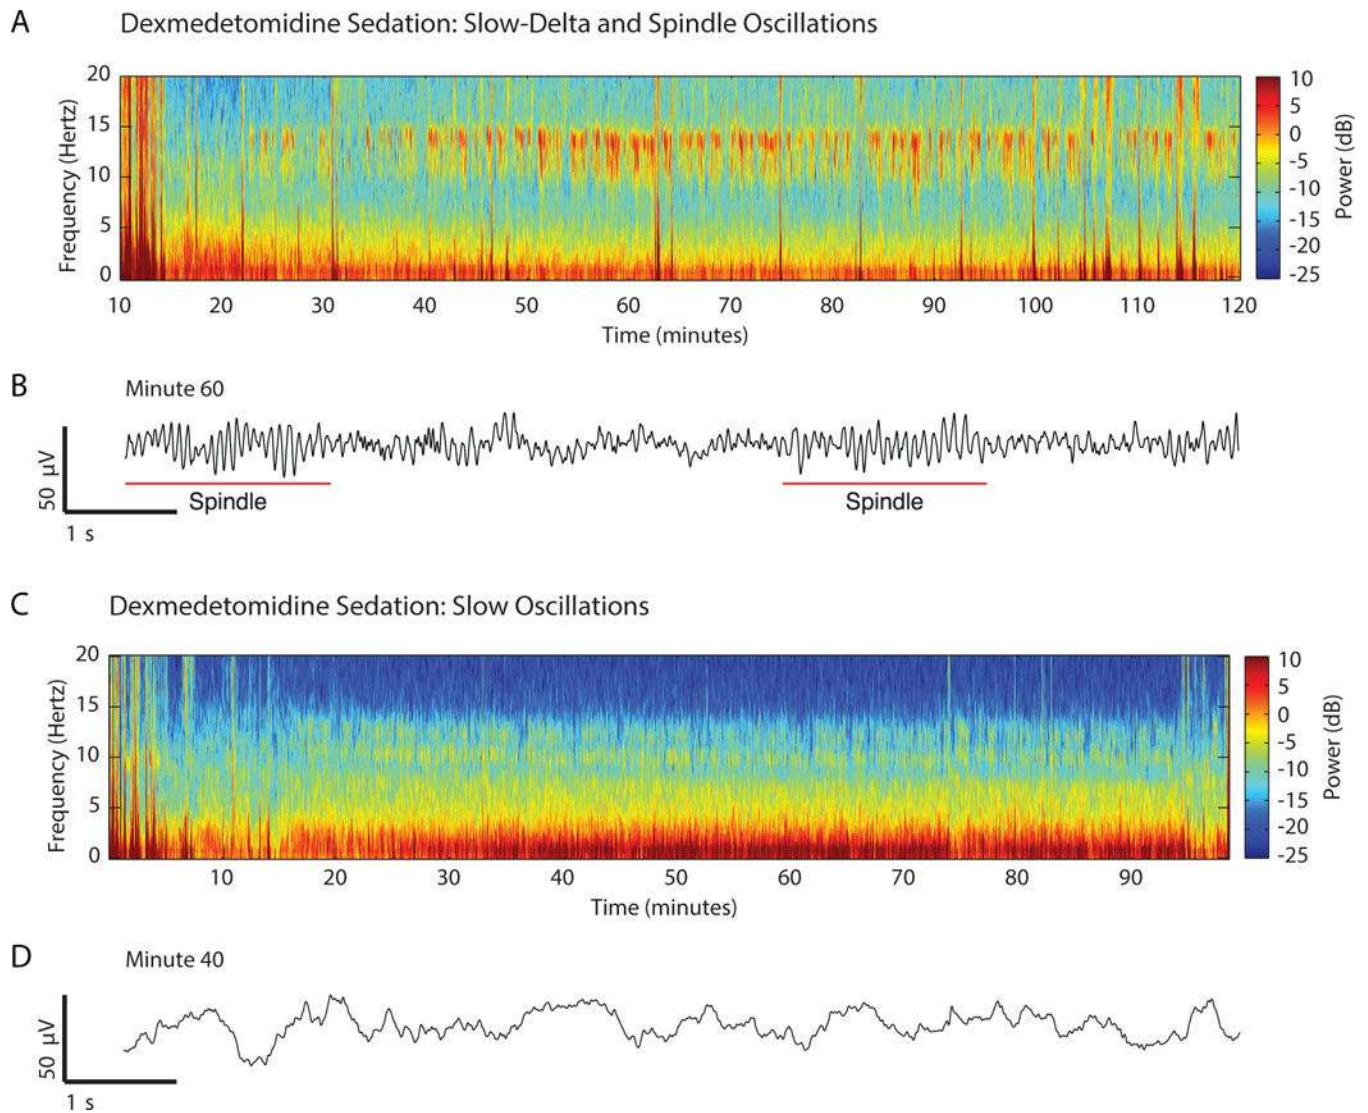 A
Dexmedetomidine Sedation: Slow-Delta and Spindle Oscillations
Frequency (Hertz)
20
15
10
5
0
10 20 30 40 50 60 70 80 90 100 110 120
Time (minutes)
10
5
0
-5
-10
-15
-20
-25
Power (dB)
B
Minute 60
50 µV
1 s
Spindle
Spindle
C
Dexmedetomidine Sedation: Slow Oscillations
Frequency (Hertz)
20
15
10
5
0
10 20 30 40 50 60 70 80 90
Time (minutes)
10
5
0
-5
-10
-15
-20
-25
Power (dB)
D
Minute 40
50 µV
1 s